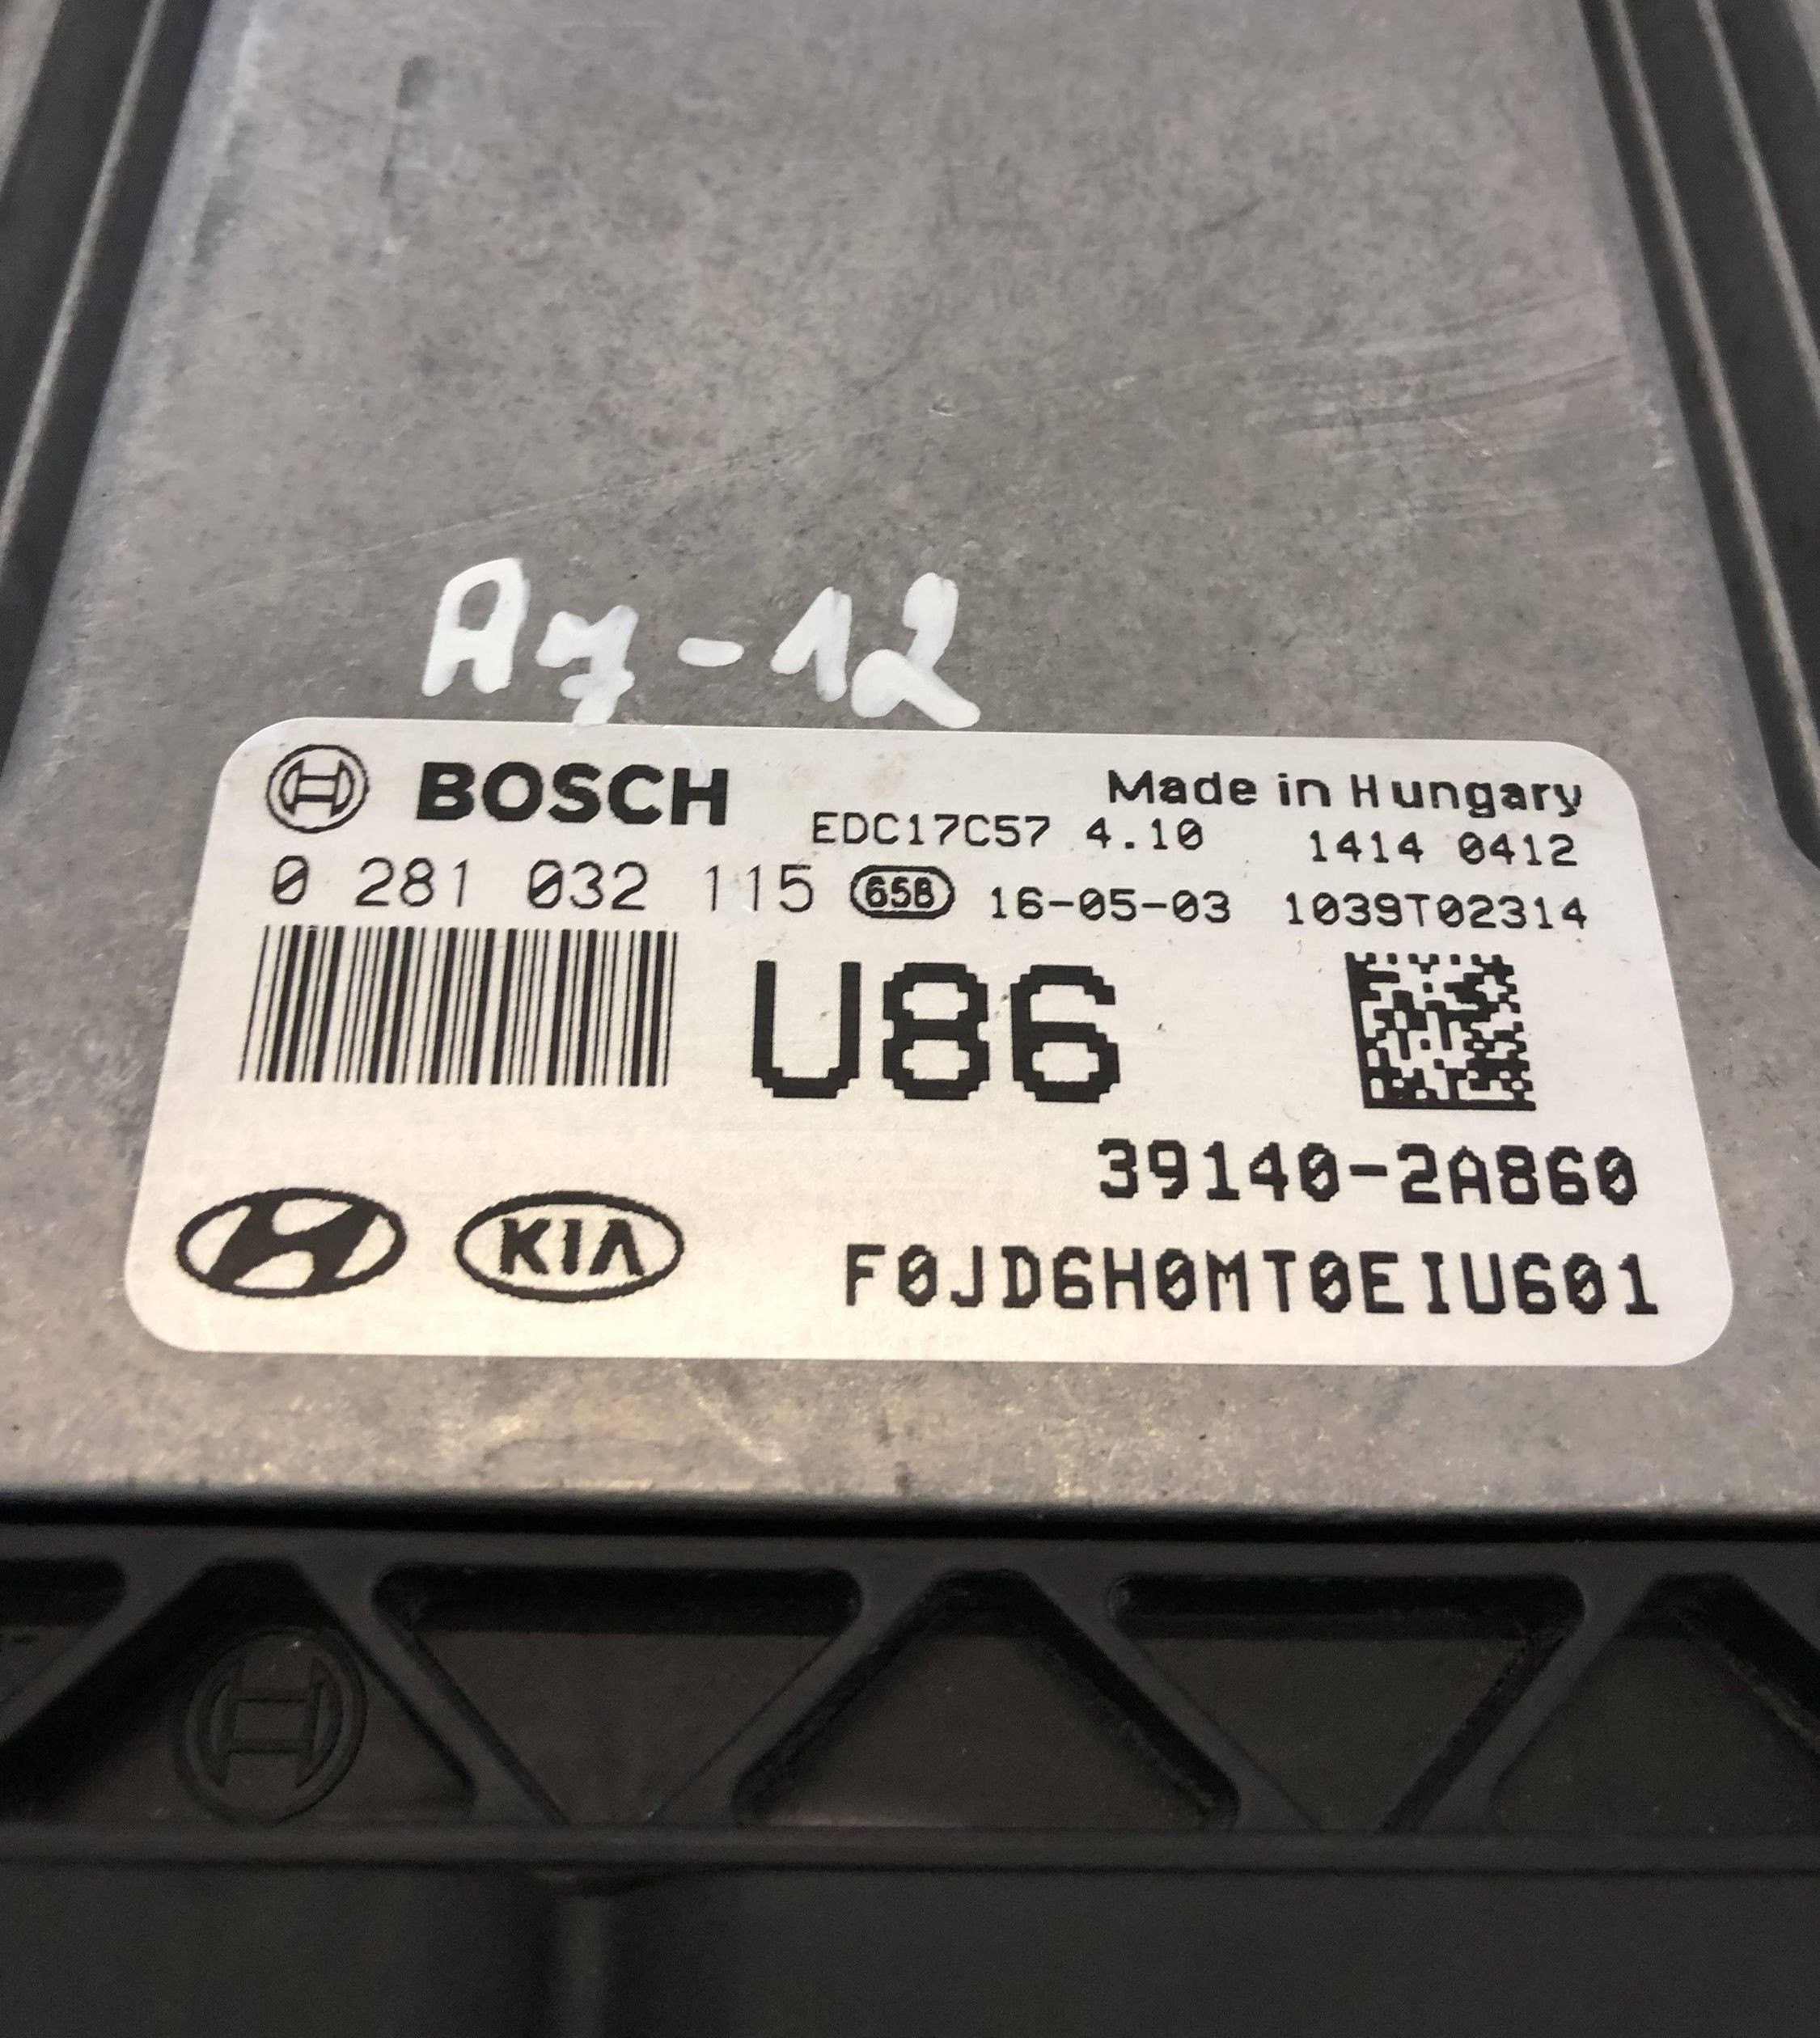 A7-12
BOSCH
Made in Hungary
EDC17C57 4.10 1414 0412
0 281 032 115 65B 16-05-03 1039T02314
U86
39140-2A860
KIA
F0JD6H0MT0EIU601